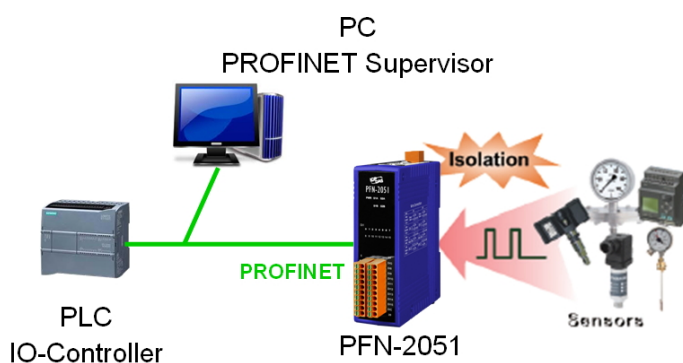 PC
PROFINET Supervisor
Isolation
PFN-2051
PROFINET
Sensors
PLC
IO-Controller
PFN-2051